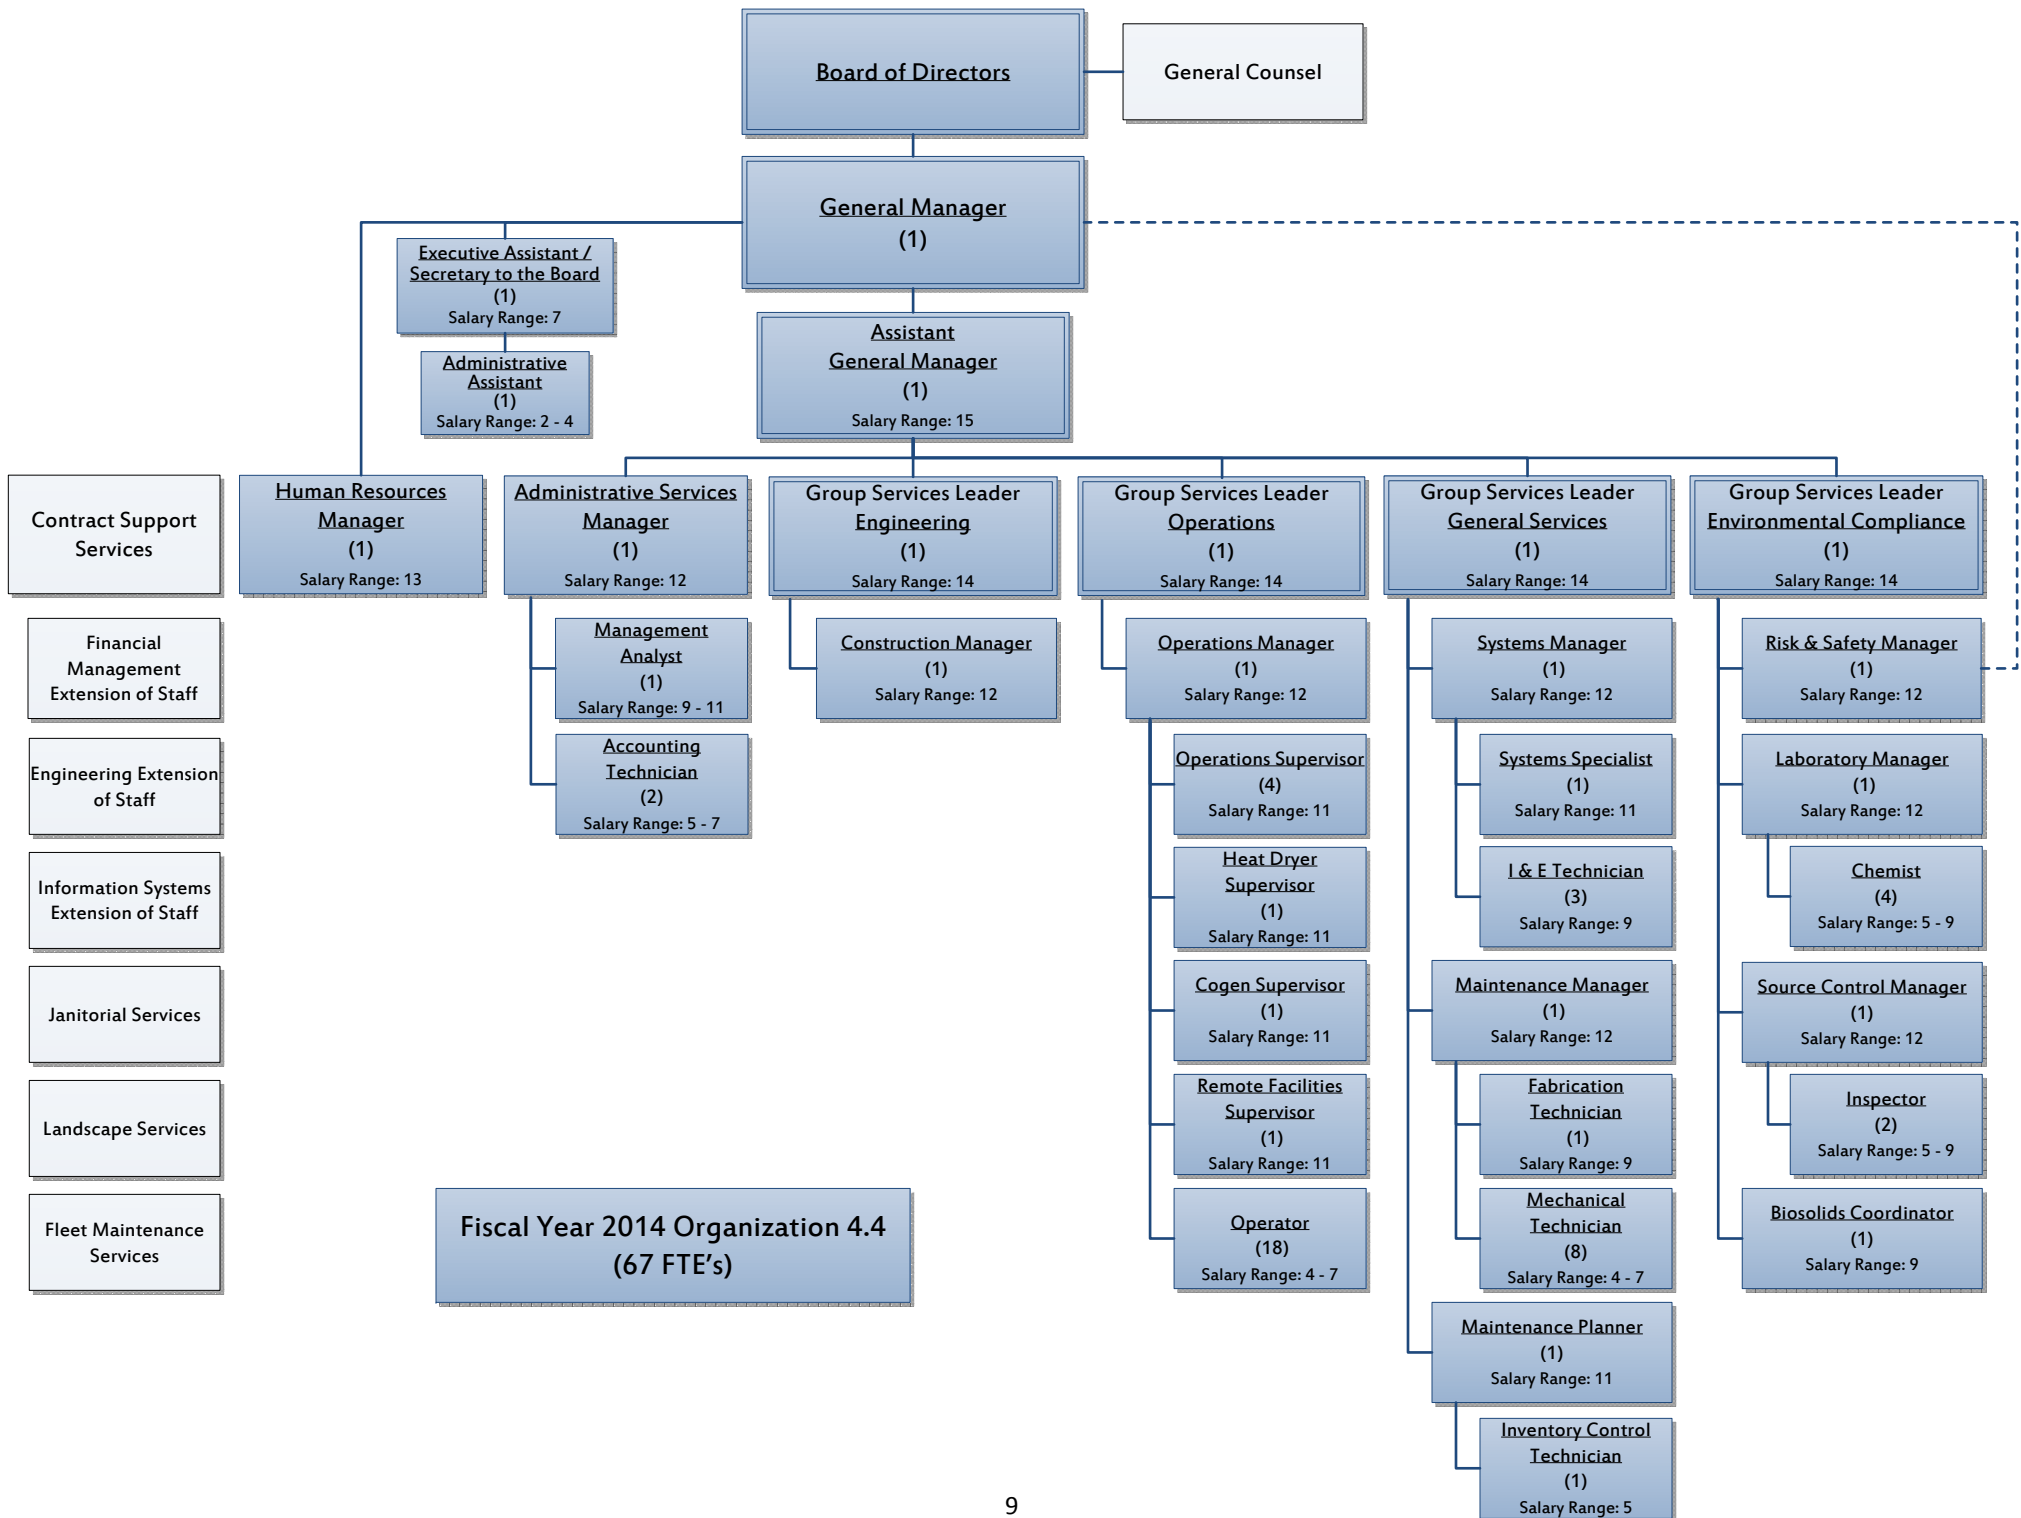 Board of Directors
General Counsel
General Manager
(1)
Executive Assistant /
Secretary to the Board
(1)
Salary Range: 7
Administrative
Assistant
(1)
Salary Range: 2 - 4
Assistant
General Manager
(1)
Salary Range: 15
Contract Support
Services
Financial
Management
Extension of Staff
Engineering Extension
of Staff
Information Systems
Extension of Staff
Janitorial Services
Landscape Services
Fleet Maintenance
Services
Human Resources
Manager
(1)
Salary Range: 13
Administrative Services
Manager
(1)
Salary Range: 12
Management
Analyst
(1)
Salary Range: 9 - 11
Accounting
Technician
(2)
Salary Range: 5 - 7
Group Services Leader
Engineering
(1)
Salary Range: 14
Construction Manager
(1)
Salary Range: 12
Group Services Leader
Operations
(1)
Salary Range: 14
Operations Manager
(1)
Salary Range: 12
Operations Supervisor
(4)
Salary Range: 11
Heat Dryer
Supervisor
(1)
Salary Range: 11
Cogen Supervisor
(1)
Salary Range: 11
Remote Facilities
Supervisor
(1)
Salary Range: 11
Operator
(18)
Salary Range: 4 - 7
Group Services Leader
General Services
(1)
Salary Range: 14
Systems Manager
(1)
Salary Range: 12
Systems Specialist
(1)
Salary Range: 11
I & E Technician
(3)
Salary Range: 9
Maintenance Manager
(1)
Salary Range: 12
Fabrication
Technician
(1)
Salary Range: 9
Mechanical
Technician
(8)
Salary Range: 4 - 7
Maintenance Planner
(1)
Salary Range: 11
Inventory Control
Technician
(1)
Salary Range: 5
Group Services Leader
Environmental Compliance
(1)
Salary Range: 14
Risk & Safety Manager
(1)
Salary Range: 12
Laboratory Manager
(1)
Salary Range: 12
Chemist
(4)
Salary Range: 5 - 9
Source Control Manager
(1)
Salary Range: 12
Inspector
(2)
Salary Range: 5 - 9
Biosolids Coordinator
(1)
Salary Range: 9
Fiscal Year 2014 Organization 4.4
(67 FTE's)
9